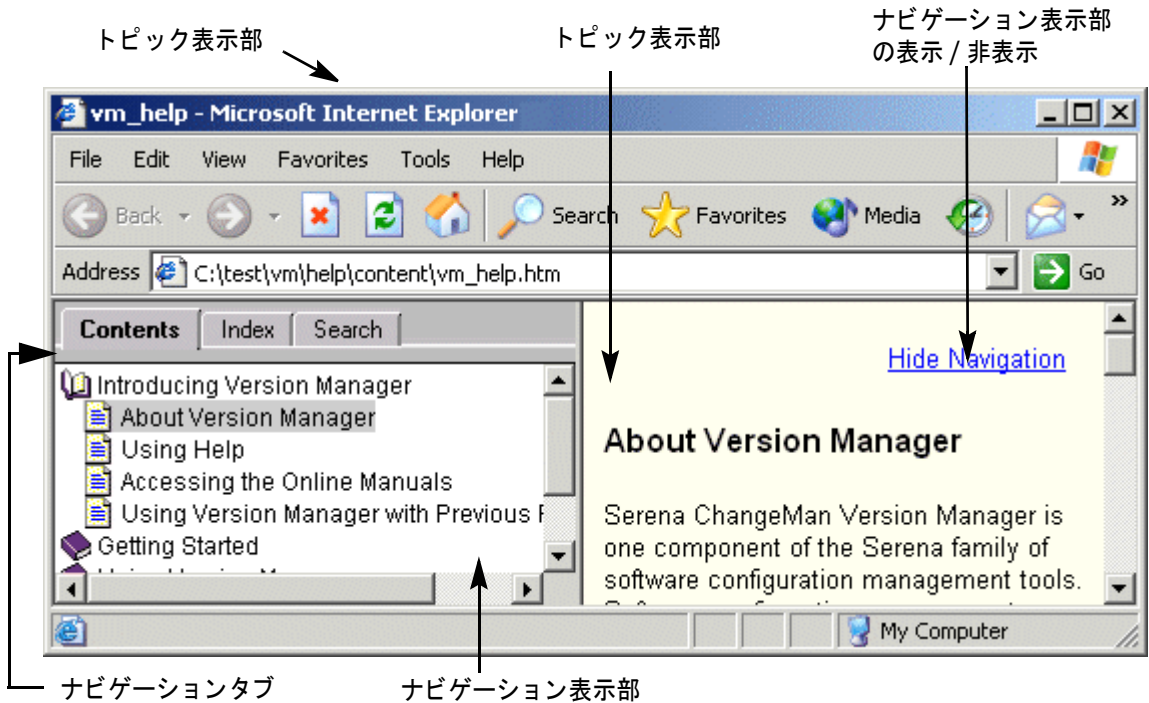 トピック表示部
トピック表示部
ナビゲーション表示部
の表示 / 非表示
vm_help - Microsoft Internet Explorer
File Edit View Favorites Tools Help
Back Search Favorites Media »
Address C:\test\vm\help\content\vm_help.htm Go
Contents Index Search
Hide Navigation
Introducing Version Manager
About Version Manager
Using Help
Accessing the Online Manuals
Using Version Manager with Previous
Getting Started
About Version Manager
Serena ChangeMan Version Manager is
one component of the Serena family of
software configuration management tools.
My Computer
ナビゲーションタブ
ナビゲーション表示部